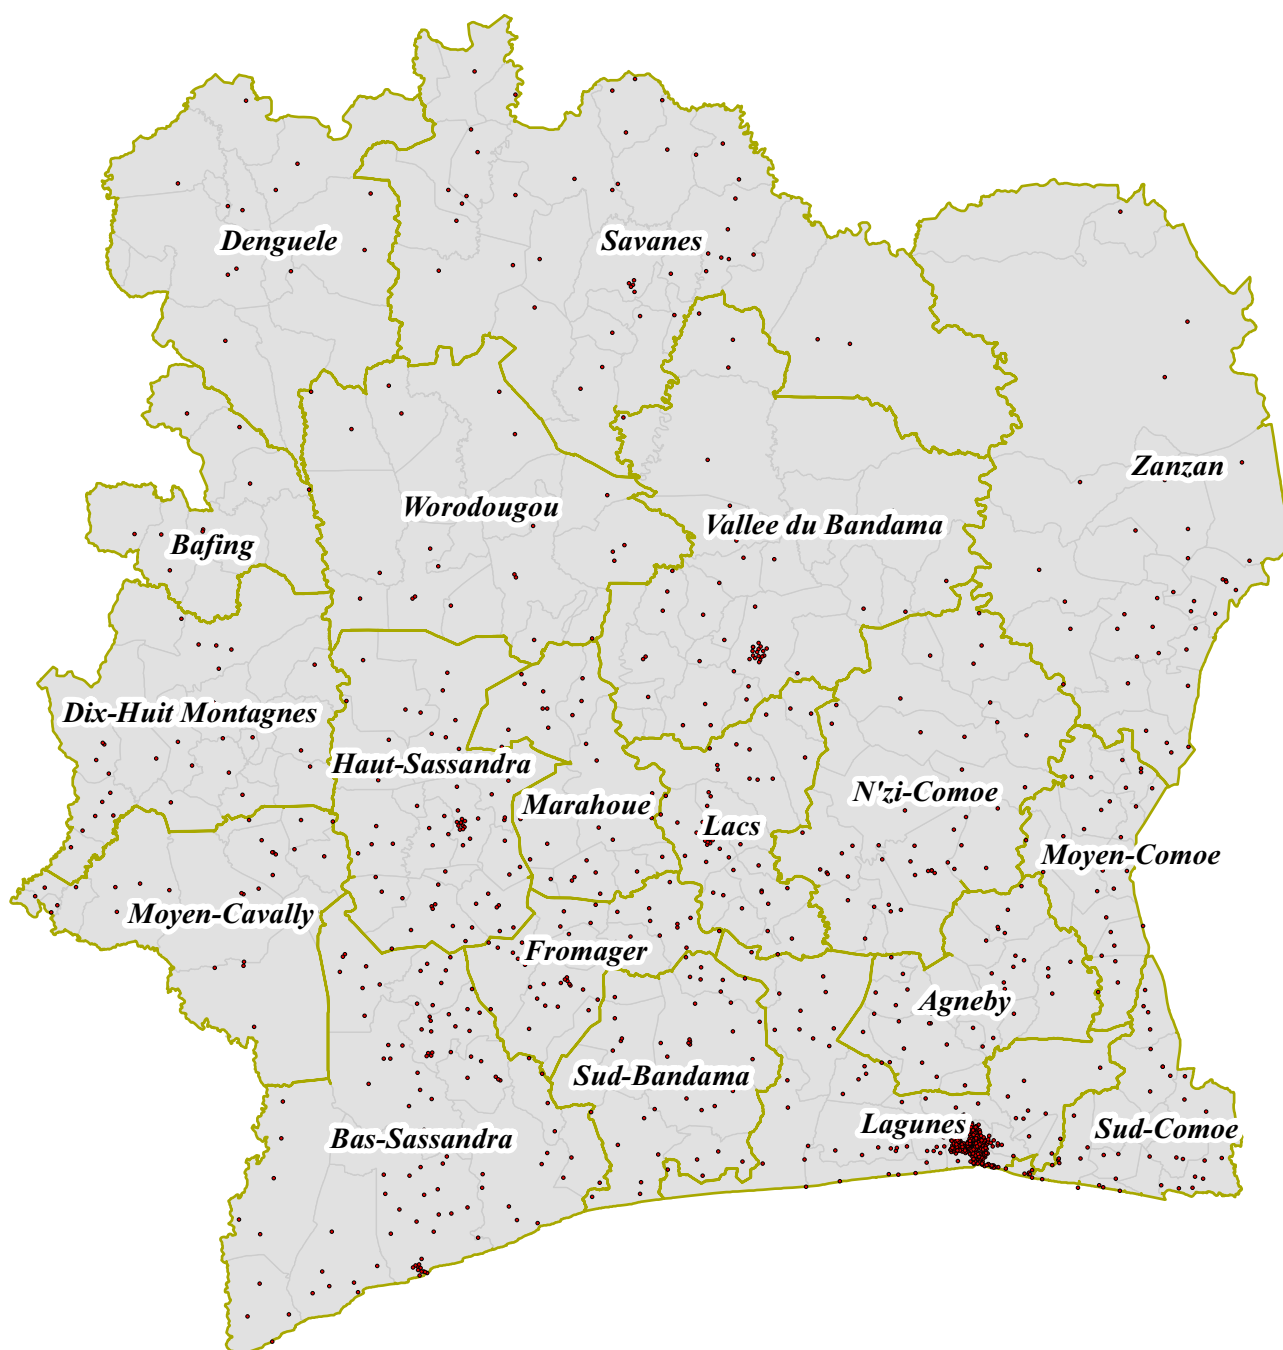 Denguele
Savanes
Zanzan
Worodougou
Vallee du Bandama
Bafing
Dix-Huit Montagnes
Haut-Sassandra
N'zi-Comoe
Marahoue
Lacs
Moyen-Comoe
Moyen-Cavally
Fromager
Agneby
Sud-Bandama
Lagunes
Sud-Comoe
Bas-Sassandra